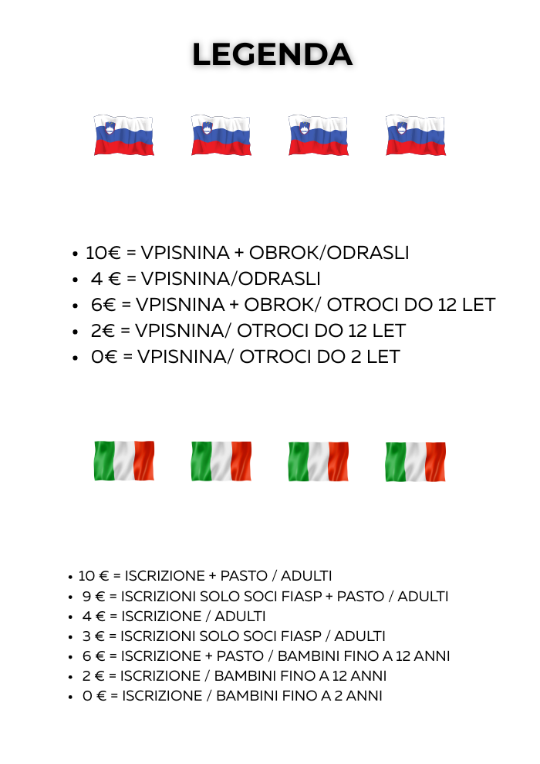 LEGENDA
• 10€ = VPISNINA + OBROK/ODRASLI
• 4 € = VPISNINA/ODRASLI
• 6€ = VPISNINA + OBROK/ OTROCI DO 12 LET
• 2€ = VPISNINA/ OTROCI DO 12 LET
• 0€ = VPISNINA/ OTROCI DO 2 LET
• 10 € = ISCRIZIONE + PASTO / ADULTI
• 9 € = ISCRIZIONI SOLO SOCI FIASP + PASTO / ADULTI
• 4 € = ISCRIZIONE / ADULTI
• 3 € = ISCRIZIONI SOLO SOCI FIASP / ADULTI
• 6 € = ISCRIZIONE + PASTO / BAMBINI FINO A 12 ANNI
• 2 € = ISCRIZIONE / BAMBINI FINO A 12 ANNI
• 0 € = ISCRIZIONE / BAMBINI FINO A 2 ANNI